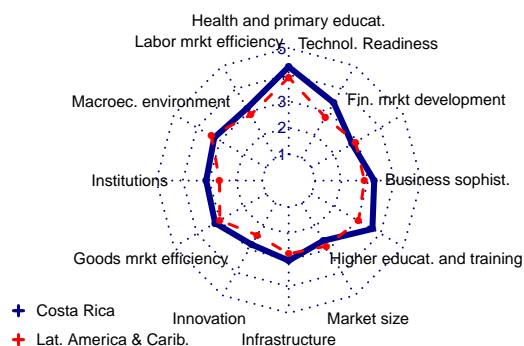 Health and primary educat.
Labor mrkt efficiency
5
Technol. Readiness
Macroec. environment
3
Fin. mrkt development
2
1
Institutions
Business sophist.
Goods mrkt efficiency
Higher educat. and training
Innovation
Market size
Infrastructure
Costa Rica
Lat. America & Carib.